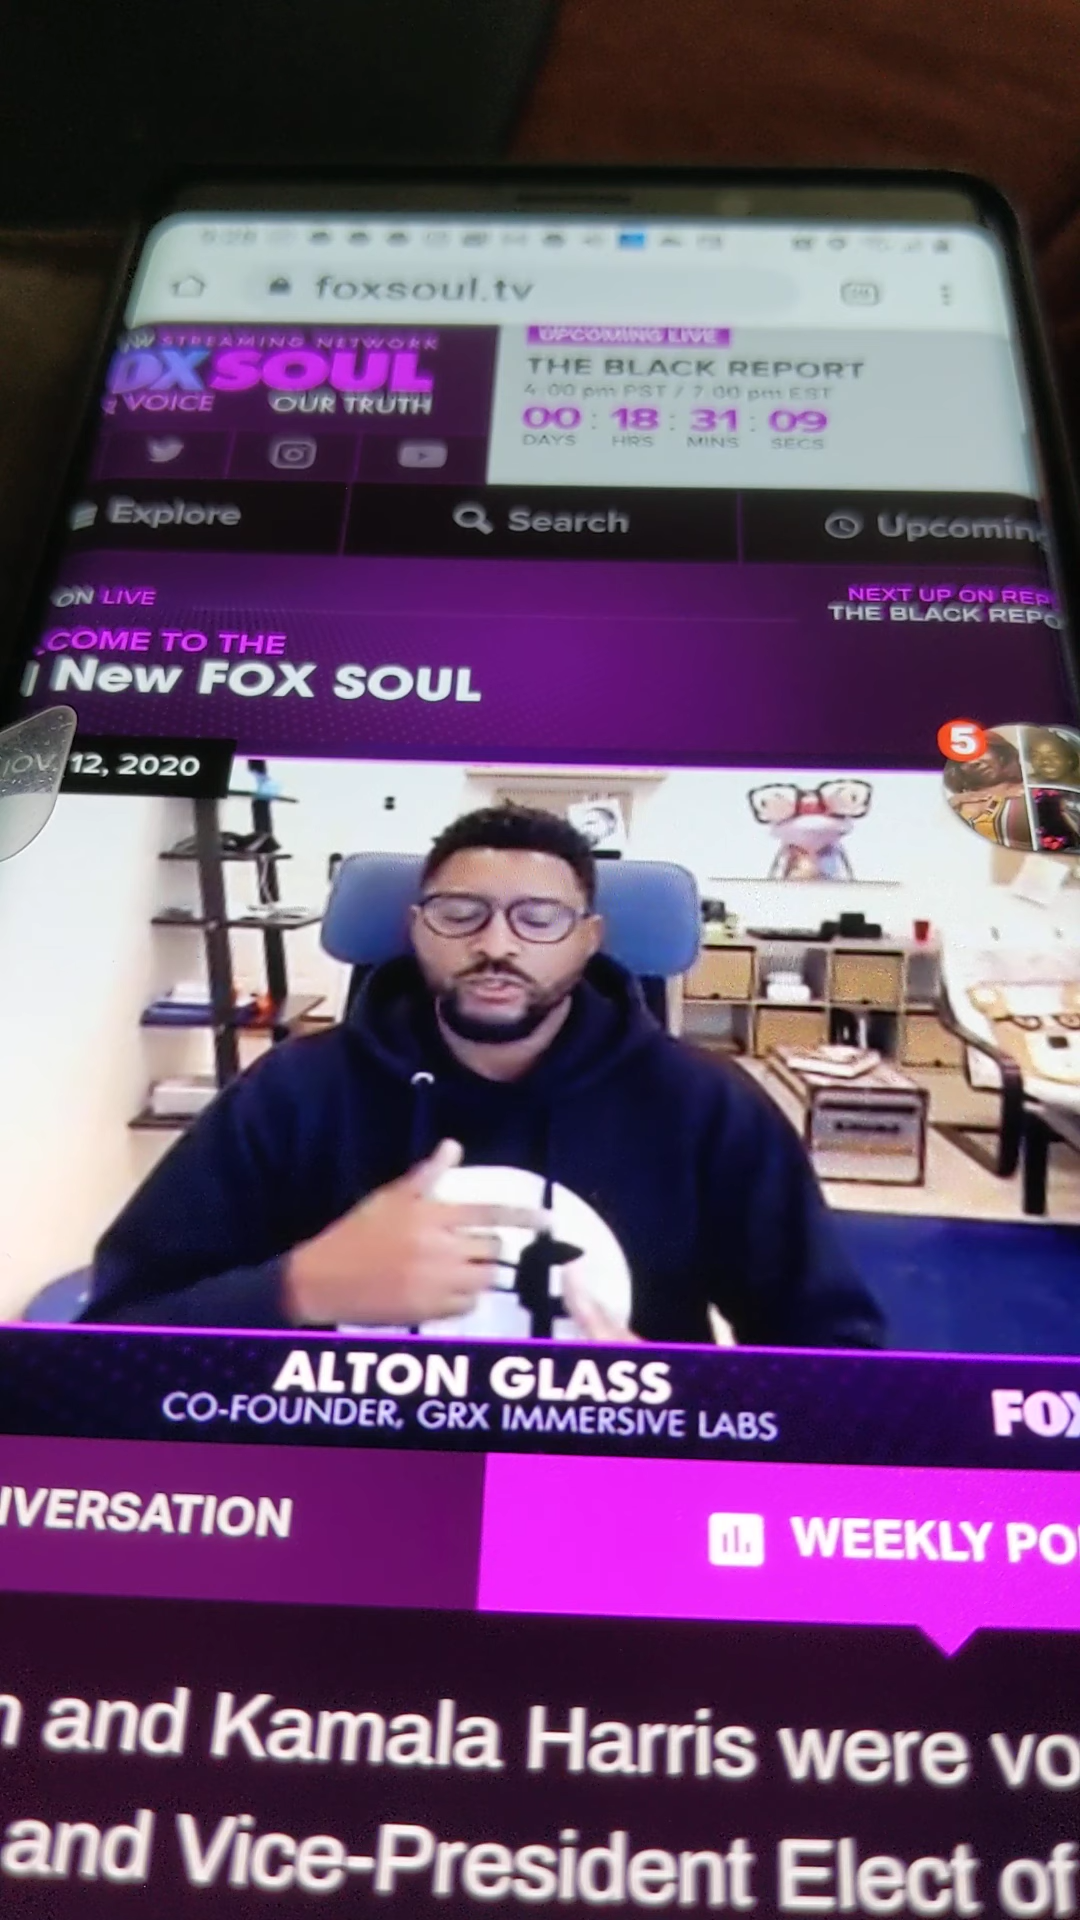 foxsoul.tv
STREAMING NETWORK
OX SOUL
VOICE OUR TRUTH
UPCOMING LIVE
THE BLACK REPORT
4:00 pm PST / 7:00 pm EST
00 : 18 : 31 : 09
DAYS HRS MINS SECS
Explore
Search
Upcomin
ON LIVE
COME TO THE
New FOX SOUL
NEXT UP ON REP
THE BLACK REPO
NOV. 12, 2020
5
ALTON GLASS
CO-FOUNDER, GRX IMMERSIVE LABS
FOX
NVERSATION
WEEKLY PO
and Kamala Harris were vo
and Vice-President Elect of